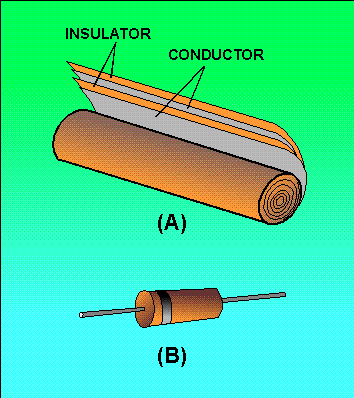 INSULATOR
CONDUCTOR
(A)
(B)